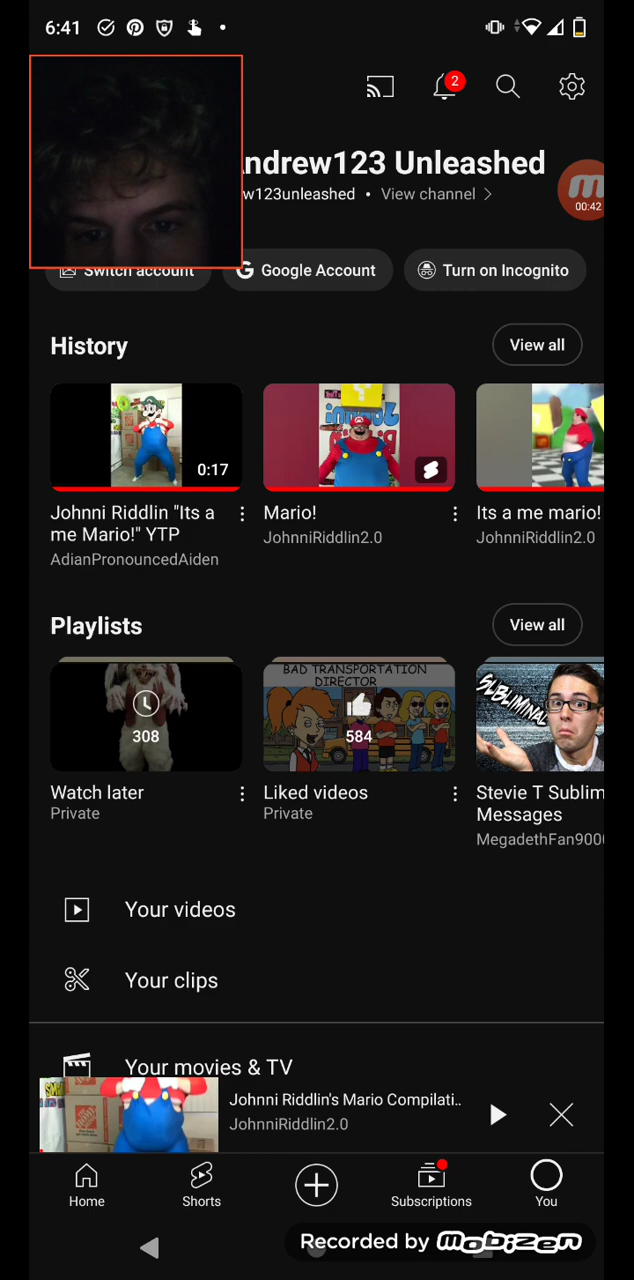 6:41
2
ndrew123 Unleashed
w123unleashed • View channel
00:42
Switch account
G Google Account
Turn on Incognito
History
View all
0:17
Johnni Riddlin "Its a
me Mario!" YTP
AdianPronouncedAiden
Mario!
JohnniRiddlin2.0
Its a me mario!
JohnniRiddlin2.0
Playlists
View all
308
Watch later
Private
BAD TRANSPORTATION
DIRECTOR
584
Liked videos
Private
SUBLIMINAL
Stevie T Sublim
Messages
MegadethFan900
Your videos
Your clips
Your movies & TV
Johnni Riddlin's Mario Compilati..
JohnniRiddlin2.0
Home
Shorts
Subscriptions
You
Recorded by mobizen